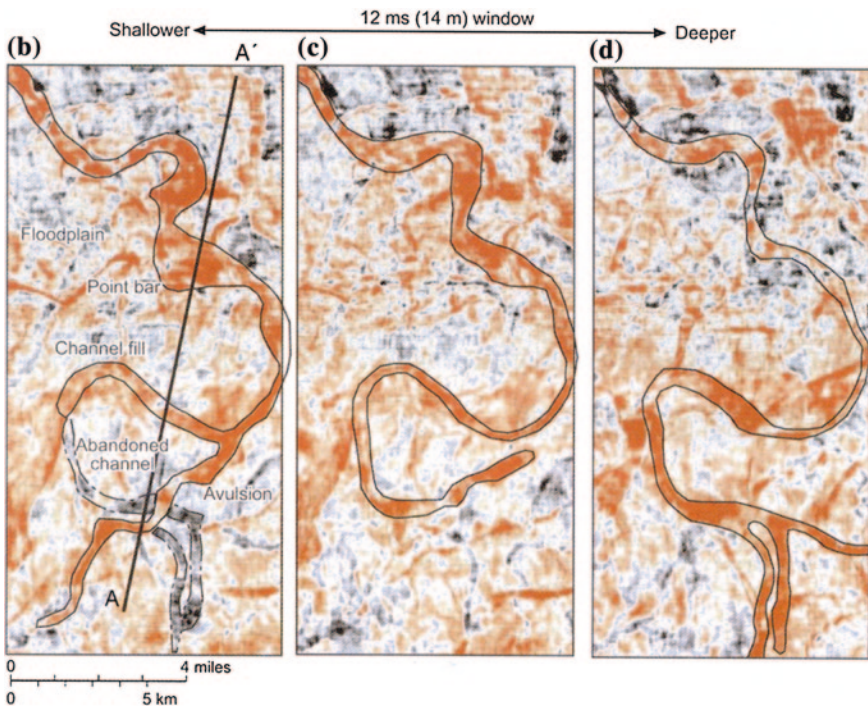 12 ms (14 m) window
Shallower
Deeper
(b)
(c)
(d)
A´
Floodplain
Point bar
Channel fill
Abandoned
channel
Avulsion
A
0
4 miles
0
5 km